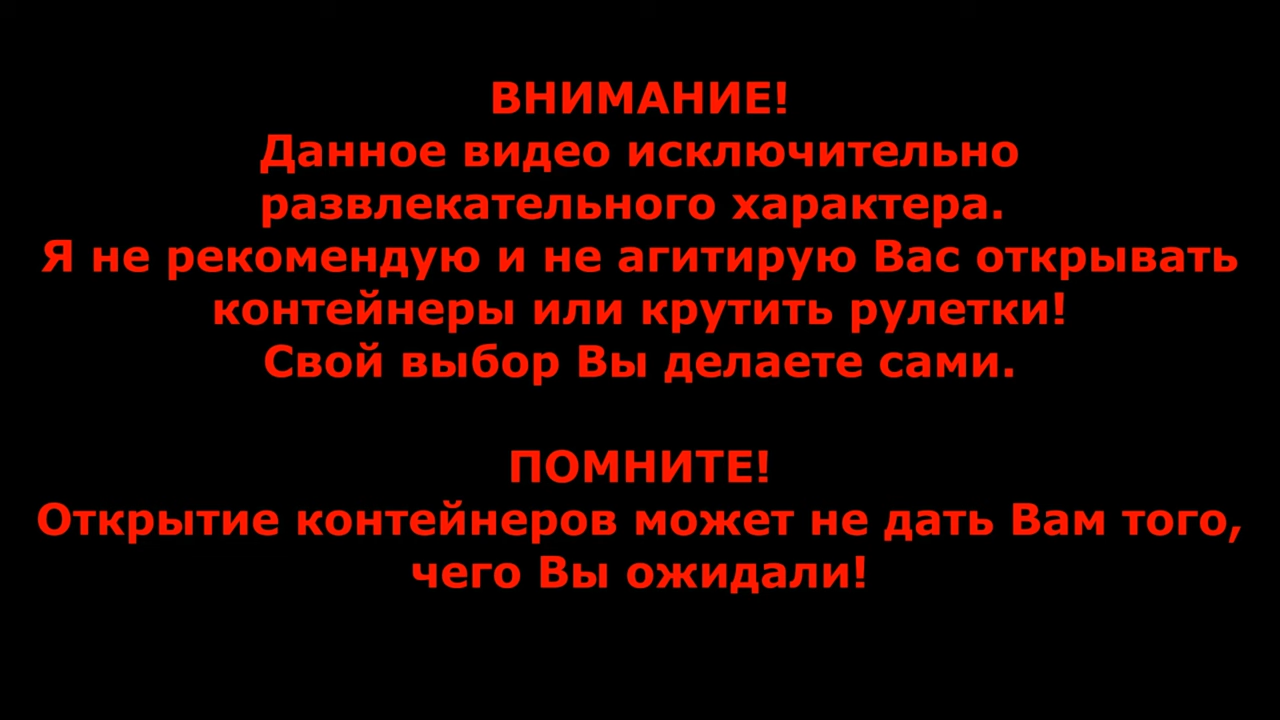 ВНИМАНИЕ!
Данное видео исключительно
развлекательного характера.
Я не рекомендую и не агитирую Вас открывать
контейнеры или крутить рулетки!
Свой выбор Вы делаете сами.
ПОМНИТЕ!
Открытие контейнеров может не дать Вам того,
чего Вы ожидали!